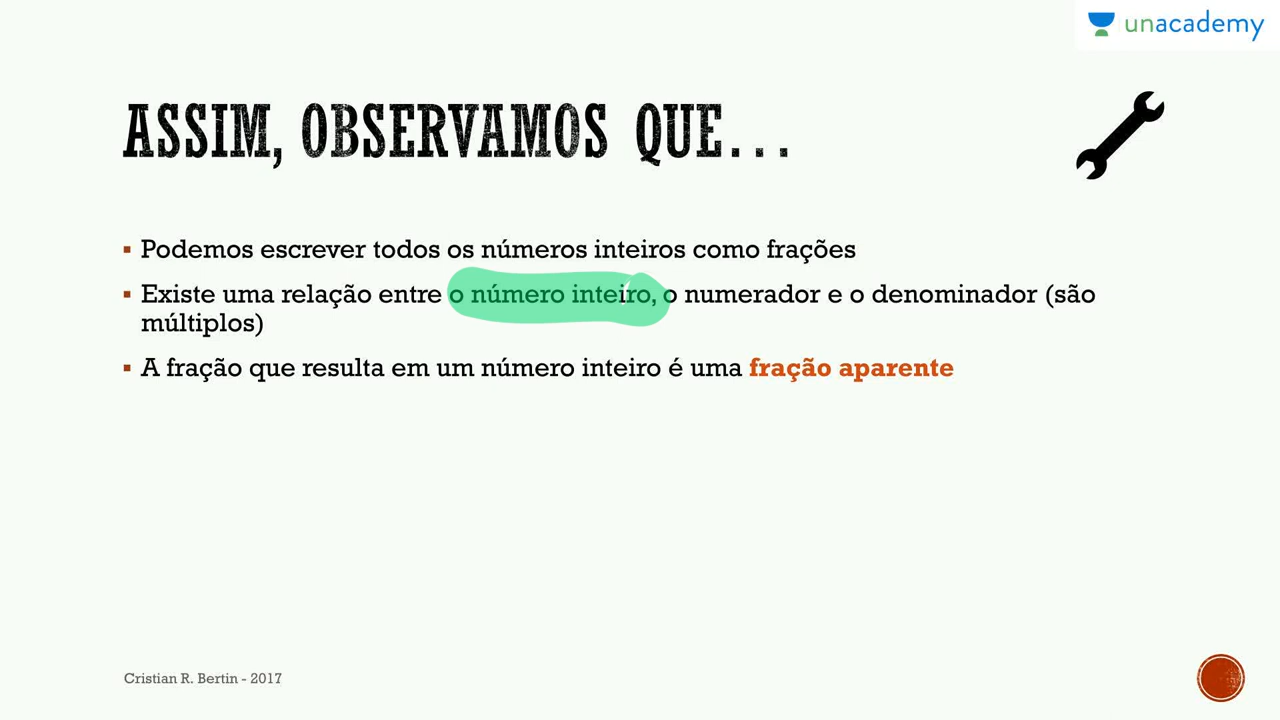 unacademy
ASSIM, OBSERVAMOS QUE...
Podemos escrever todos os números inteiros como frações
Existe uma relação entre o número inteiro, o numerador e o denominador (são
múltiplos)
A fração que resulta em um número inteiro é uma fração aparente
Cristian R. Bertin - 2017